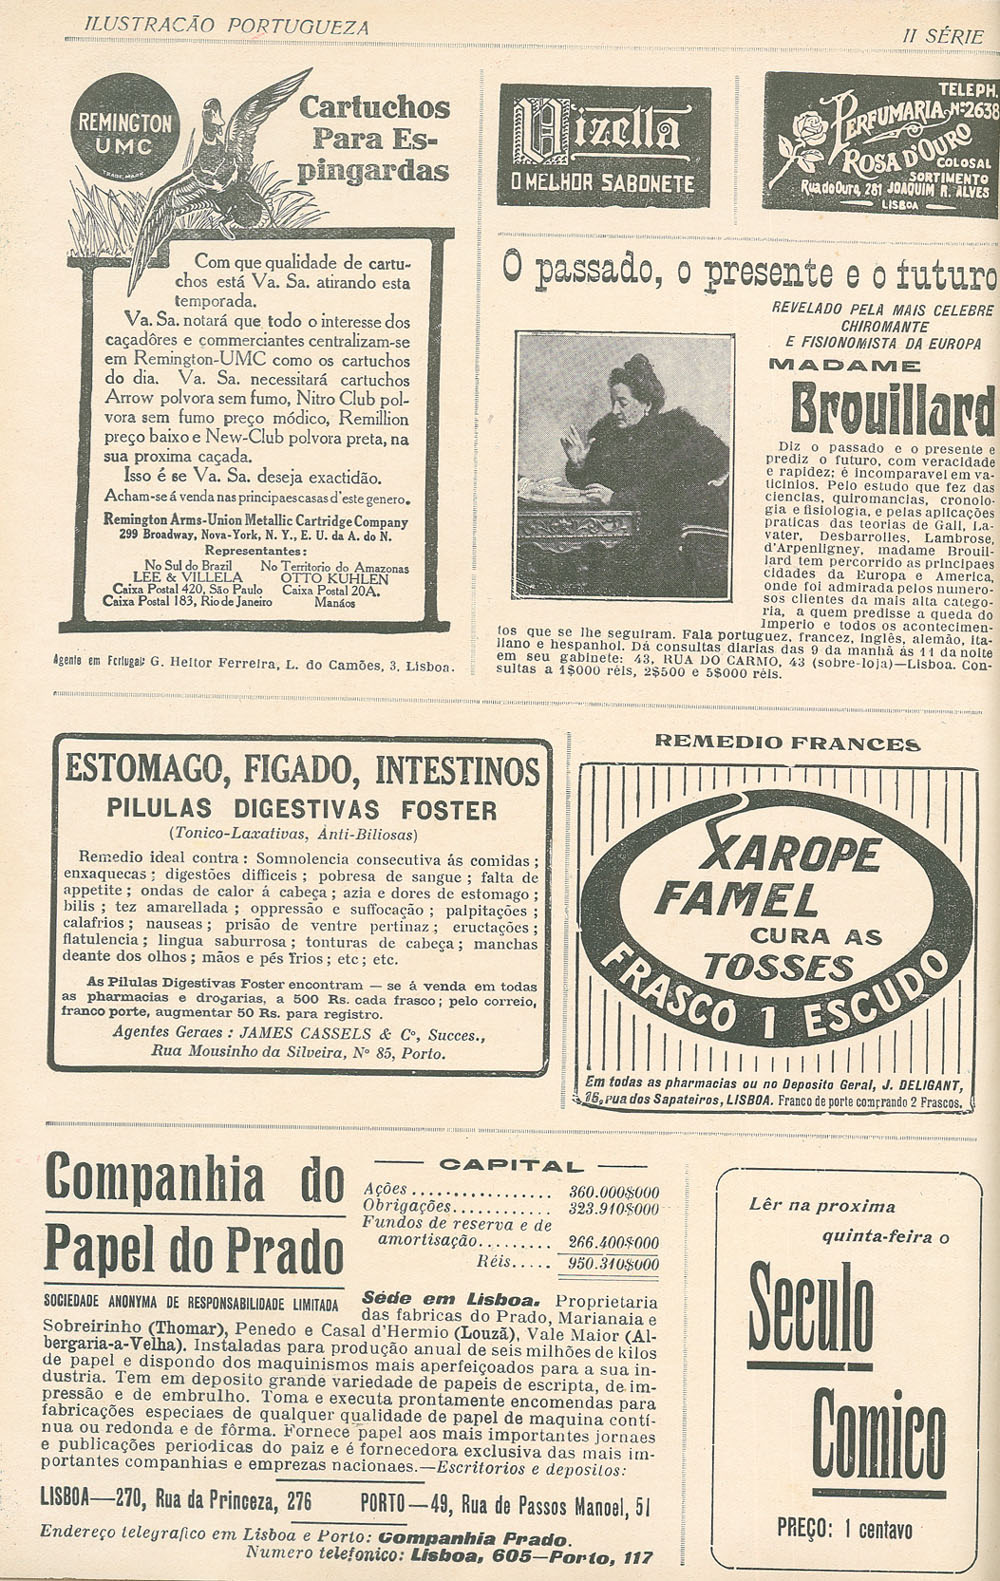 ILUSTRACÃO PORTUGUEZA
II SÉRIE
REMINGTON
UMC
TRADE MARK
Cartuchos
Para Es-
pingardas
Com que qualidade de cartu-
chos está Va. Sa. atirando esta
temporada.
Va. Sa. notará que todo o interesse dos
caçadôres e commerciantes centralizam-se
em Remington-UMC como os cartuchos
do dia. Va. Sa. necessitará cartuchos
Arrow polvora sem fumo, Nitro Club pol-
vora sem fumo preço módico, Remillion
preço baixo e New-Club polvora preta, na
sua proxima caçada.
Isso é se Va. Sa. deseja exactidão.
Acham-se á venda nas principaes casas d'este genero.
Remington Arms-Union Metallic Cartridge Company
299 Broadway, Nova-York, N. Y., E. U. da A. do N.
Representantes:
No Sul do Brazil
LEE & VILLELA
Caixa Postal 420, São Paulo
Caixa Postal 183, Rio de Janeiro
No Territorio do Amazonas
OTTO KUHLEN
Caixa Postal 20A.
Manáos
Agente em Portugal: G. Heitor Ferreira, L. do Camões, 3, Lisboa.
Mizella
O MELHOR SABONETE
TELEPH.
Nº 2638
PERFUMARIA
ROSA D'OURO
COLOSAL
SORTIMENTO
Rua do Ouro, 281 JOAQUIM R. ALVES
LISBOA
O passado, o presente e o futuro
REVELADO PELA MAIS CELEBRE
CHIROMANTE
E FISIONOMISTA DA EUROPA
MADAME
Brouillard
Diz o passado e o presente e
prediz o futuro, com veracidade
e rapidez; é incomparavel em va-
ticinios. Pelo estudo que fez das
ciencias, quiromancias, cronolo-
gia e fisiologia, e pelas aplicações
praticas das teorias de Gall, La-
vater, Desbarrolles, Lambrose,
d'Arpenligney, madame Brouil-
lard tem percorrido as principaes
cidades da Europa e America,
onde foi admirada pelos numero-
sos clientes da mais alta catego-
ria, a quem predisse a queda do
Imperio e todos os acontecimen-
tos que se lhe seguiram. Fala portuguez, francez, inglês, alemão, ita-
liano e hespanhol. Dá consultas diarias das 9 da manhã ás 11 da noite
em seu gabinete: 43, RUA DO CARMO, 43 (sobre-loja)—Lisboa. Con-
sultas a 1$000 réis, 2$500 e 5$000 réis.
ESTOMAGO, FIGADO, INTESTINOS
PILULAS DIGESTIVAS FOSTER
(Tonico-Laxativas, Anti-Biliosas)
Remedio ideal contra : Somnolencia consecutiva ás comidas ;
enxaquecas ; digestões difficeis ; pobresa de sangue ; falta de
appetite ; ondas de calor á cabeça ; azia e dores de estomago ;
bilis ; tez amarellada ; oppressão e suffocação ; palpitações ;
calafrios ; nauseas ; prisão de ventre pertinaz ; eructações ;
flatulencia ; lingua saburrosa ; tonturas de cabeça ; manchas
deante dos olhos ; mãos e pés frios ; etc ; etc.
As Pilulas Digestivas Foster encontram — se á venda em todas
as pharmacias e drogarias, a 500 Rs. cada frasco ; pelo correio,
franco porte, augmentar 50 Rs. para registro.
Agentes Geraes : JAMES CASSELS & Cº, Succes.,
Rua Mousinho da Silveira, Nº 85, Porto.
REMEDIO FRANCES
XAROPE
FAMEL
CURA AS
TOSSES
FRASCO 1 ESCUDO
Em todas as pharmacias ou no Deposito Geral, J. DELIGANT,
15, rua dos Sapateiros, LISBOA. Franco de porte comprando 2 Frascos.
Companhia do
Papel do Prado
SOCIEDADE ANONYMA DE RESPONSABILIDADE LIMITADA
CAPITAL
Ações.................. 360.000$000
Obrigações............ 323.910$000
Fundos de reserva e de
amortisação......... 266.400$000
Réis..... 950.310$000
Séde em Lisboa. Proprietaria
das fabricas do Prado, Marianaia e
Sobreirinho (Thomar), Penedo e Casal d'Hermio (Louzã), Vale Maior (Al-
bergaria-a-Velha). Instaladas para produção anual de seis milhões de kilos
de papel e dispondo dos maquinismos mais aperfeiçoados para a sua in-
dustria. Tem em deposito grande variedade de papeis de escripta, de im-
pressão e de embrulho. Toma e executa prontamente encomendas para
fabricações especiaes de qualquer qualidade de papel de maquina contí-
nua ou redonda e de fôrma. Fornece papel aos mais importantes jornaes
e publicações periodicas do paiz e é fornecedora exclusiva das mais im-
portantes companhias e emprezas nacionaes.—Escritorios e depositos:
LISBOA—270, Rua da Princeza, 276 PORTO—49, Rua de Passos Manoel, 51
Endereço telegrafico em Lisboa e Porto: Companhia Prado.
Numero telefonico: Lisboa, 605—Porto, 117
Lêr na proxima
quinta-feira o
Seculo
Comico
PREÇO: 1 centavo